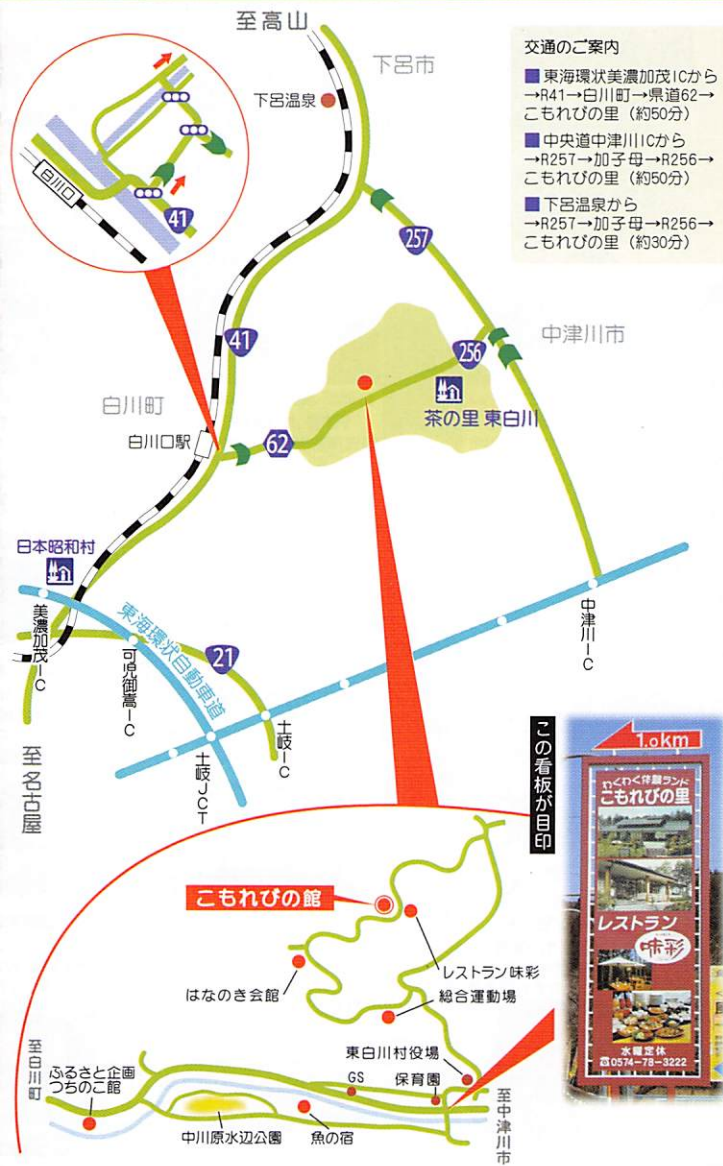 至高山
下呂市
下呂温泉
交通のご案内
■東海環状美濃加茂ICから
→R41→白川町→県道62→
こもれびの里（約50分）
■中央道中津川ICから
→R257→加子母→R256→
こもれびの里（約50分）
■下呂温泉から
→R257→加子母→R256→
こもれびの里（約30分）
白川口
41
257
41
256
中津川市
白川町
茶の里 東白川
白川口駅
62
日本昭和村
美濃加茂IC
東海環状自動車道
可児御嵩IC
21
中津川IC
土岐IC
土岐JCT
至名古屋
この看板が目印
1.0km
わくわく体験ランド
こもれびの里
レストラン
味彩
水曜定休
☎0574-78-3222
こもれびの館
レストラン味彩
はなのき会館
総合運動場
東白川村役場
GS
保育園
至白川町
ふるさと企画
つちのこ館
中川原水辺公園
魚の宿
至中津川市